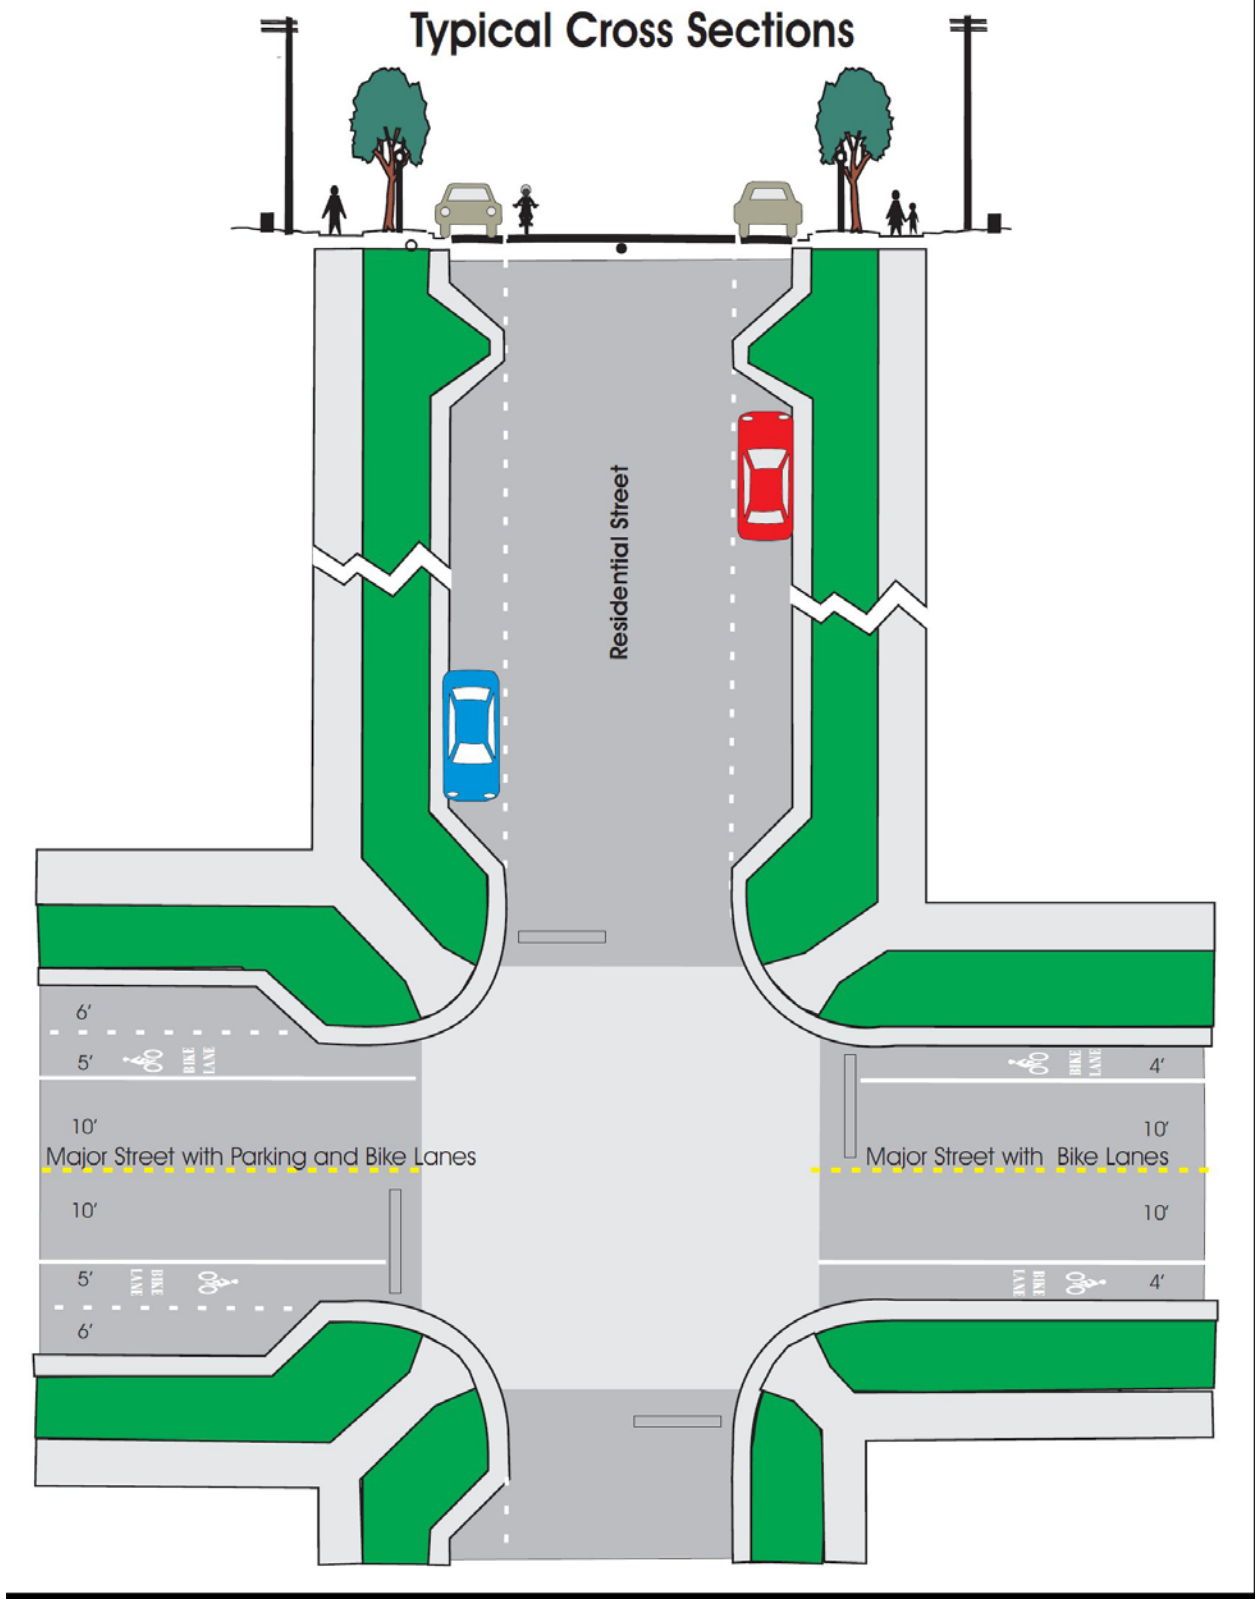 Typical Cross Sections
Residential Street
6'
5'
BIKE
LANE
10'
Major Street with Parking and Bike Lanes
10'
5'
BIKE
LANE
6'
BIKE
LANE
4'
10'
Major Street with Bike Lanes
10'
BIKE
LANE
4'